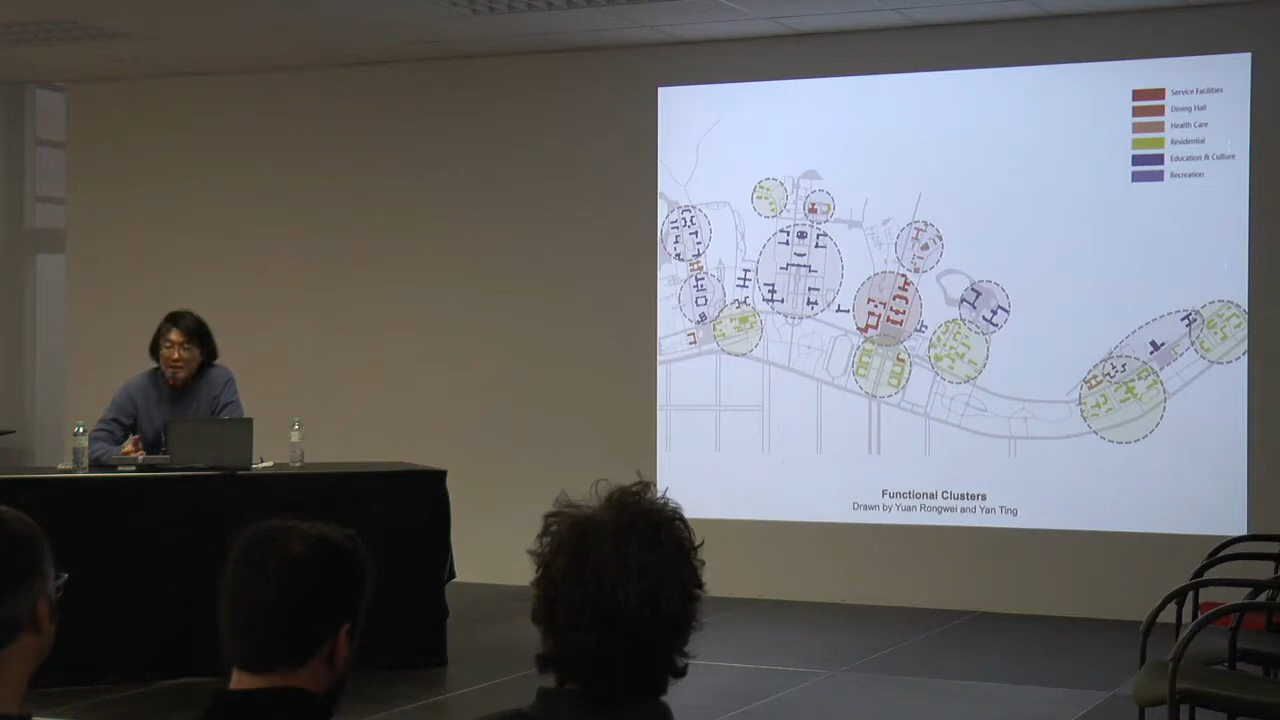 Service Facilities
Dining Hall
Health Care
Residential
Education & Culture
Recreation
Functional Clusters
Drawn by Yuan Rongwei and Yan Ting